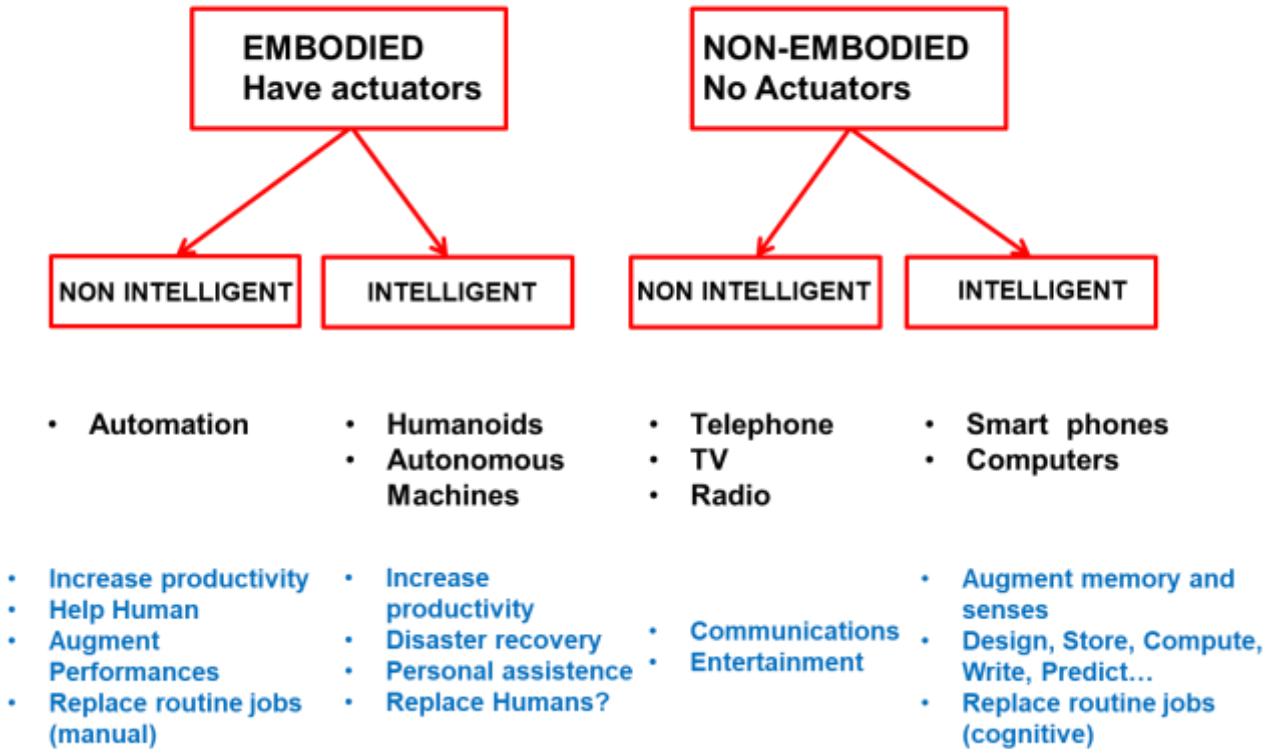 EMBODIED
Have actuators
NON-EMBODIED
No Actuators
NON INTELLIGENT
INTELLIGENT
NON INTELLIGENT
INTELLIGENT
• Automation
• Humanoids
• Autonomous
Machines
• Telephone
• TV
• Radio
• Smart phones
• Computers
• Increase productivity
• Help Human
• Augment
Performances
• Replace routine jobs
(manual)
• Increase
productivity
• Disaster recovery
• Personal assistence
• Replace Humans?
• Communications
• Entertainment
• Augment memory and
senses
• Design, Store, Compute,
Write, Predict...
• Replace routine jobs
(cognitive)